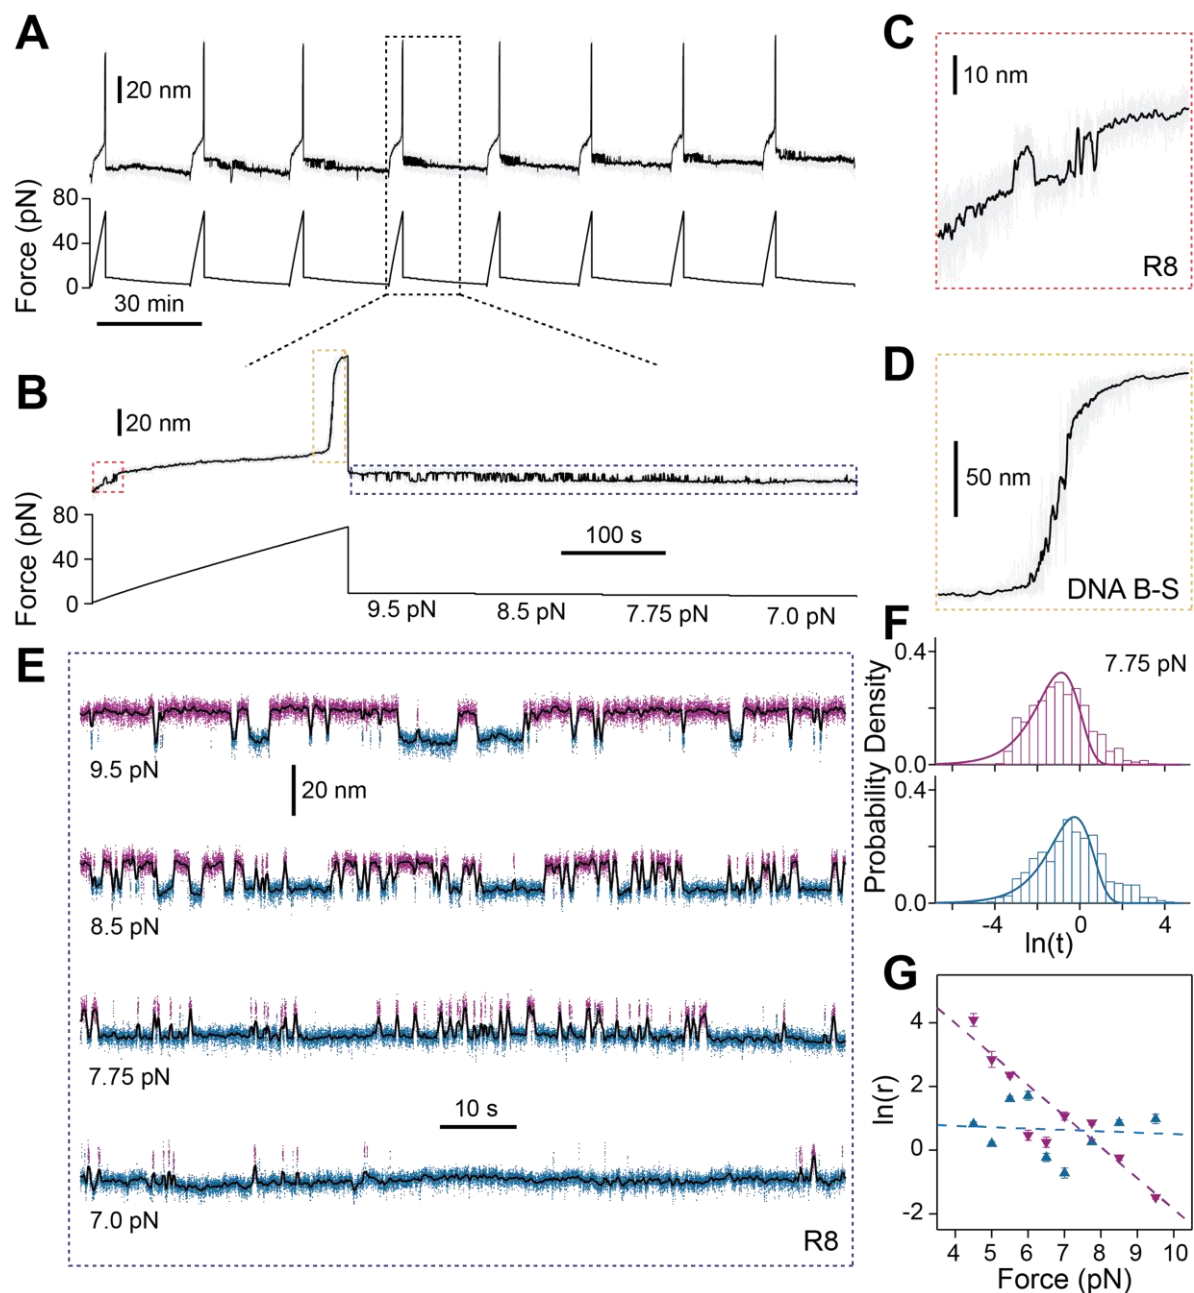 A
20 nm
Force (pN)
80
40
0
30 min
B
20 nm
Force (pN)
80
40
0
100 s
9.5 pN
8.5 pN
7.75 pN
7.0 pN
C
10 nm
R8
D
50 nm
DNA B-S
E
9.5 pN
20 nm
8.5 pN
7.75 pN
10 s
7.0 pN
R8
F
Probability Density
0.4
7.75 pN
0.0
0.4
0.0
-4 0 4
ln(t)
G
ln(r)
4
2
0
-2
4 5 6 7 8 9 10
Force (pN)